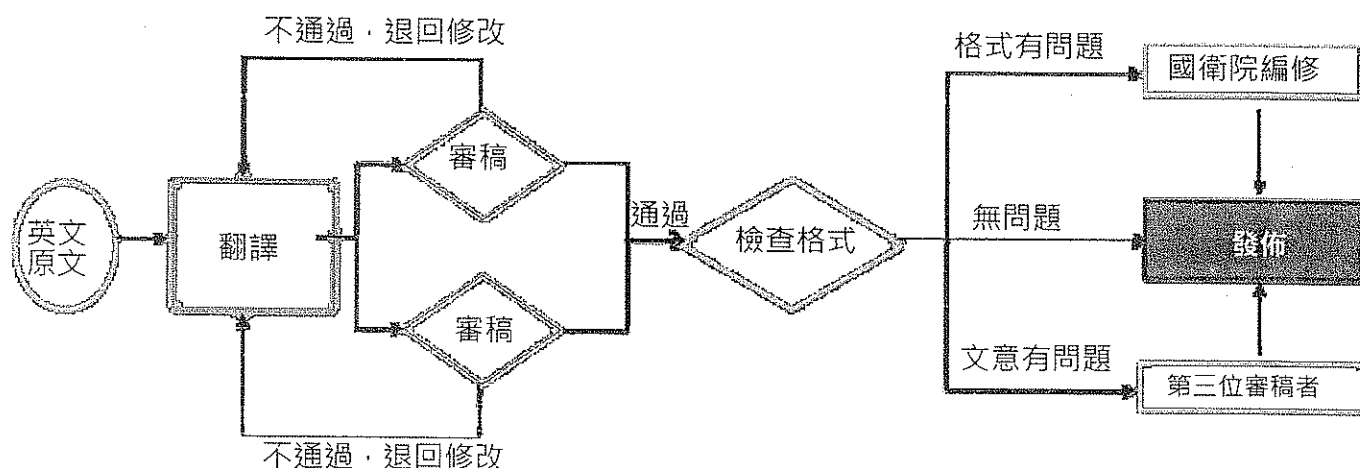 不通過，退回修改
格式有問題
國衛院編修
審稿
英文
原文
翻譯
通過
檢查格式
無問題
發佈
審稿
文意有問題
第三位審稿者
不通過，退回修改